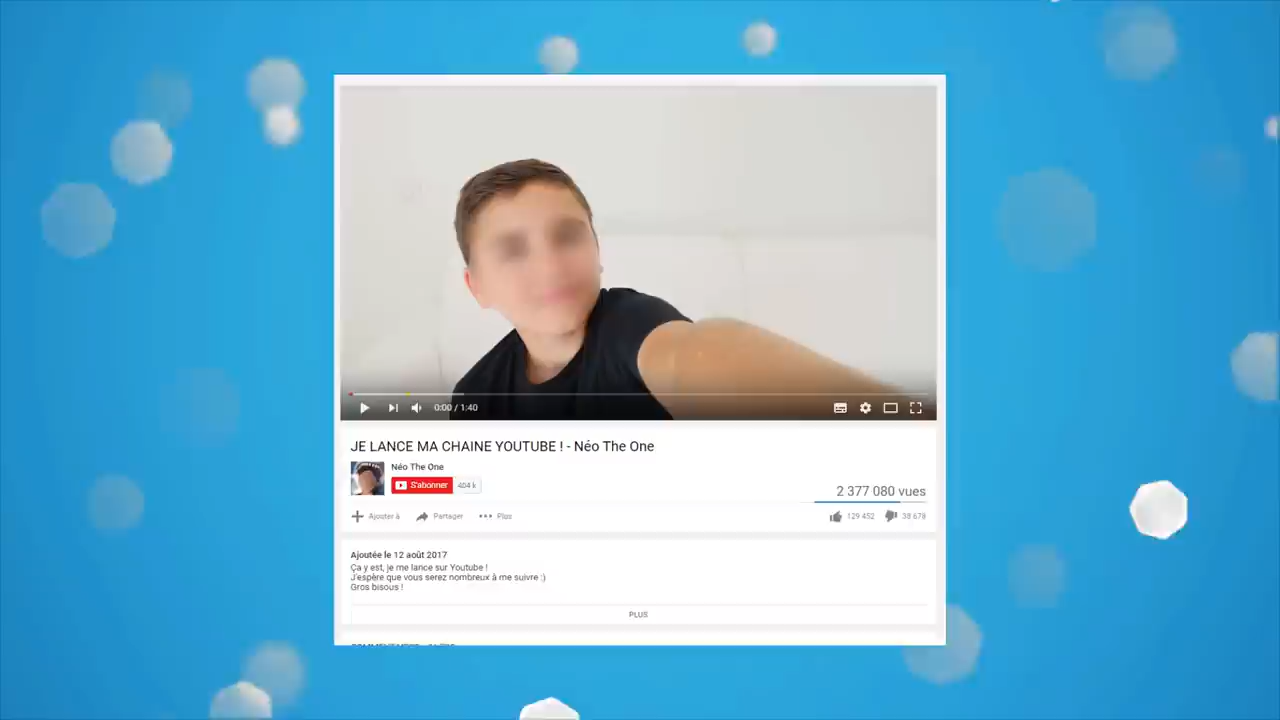 0:00 / 1:40
JE LANCE MA CHAINE YOUTUBE ! - Néo The One
Néo The One
S'abonner 404 k
2 377 080 vues
Ajouter à Partager Plus
129 452 38 678
Ajoutée le 12 août 2017
Ça y est, je me lance sur Youtube !
J'espère que vous serez nombreux à me suivre :)
Gros bisous !
PLUS